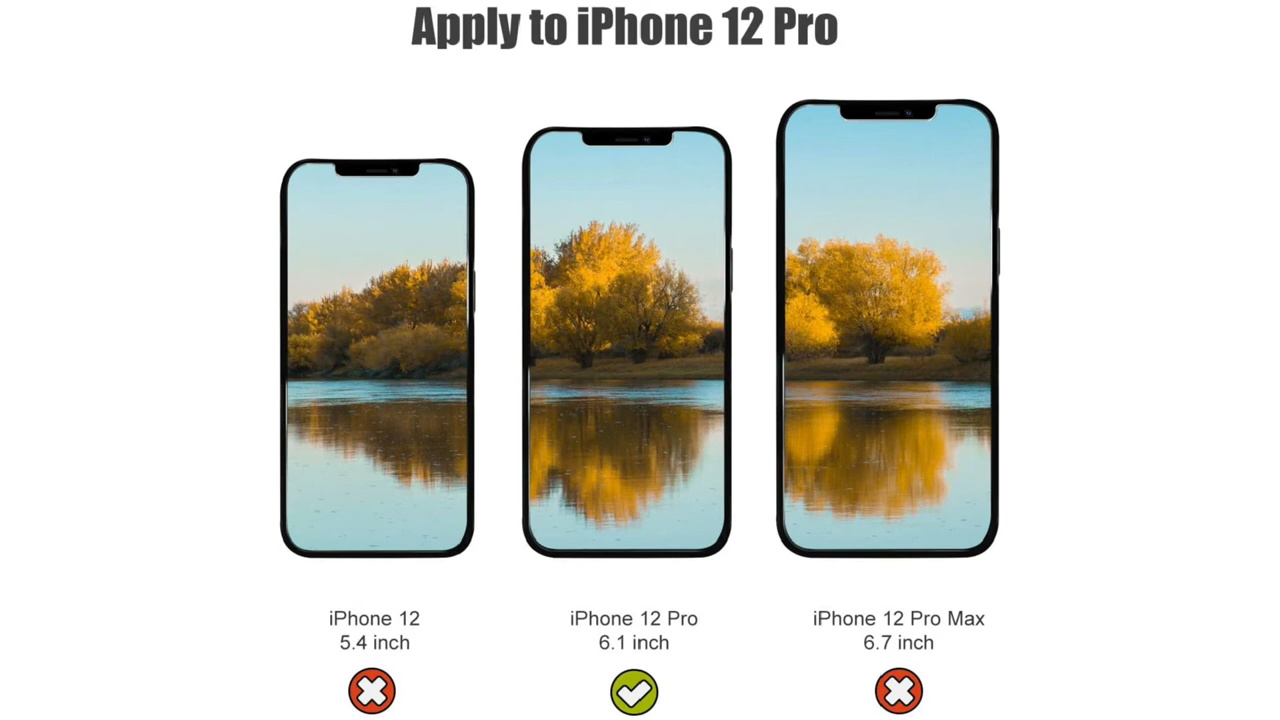 Apply to iPhone 12 Pro
iPhone 12
5.4 inch
iPhone 12 Pro
6.1 inch
iPhone 12 Pro Max
6.7 inch